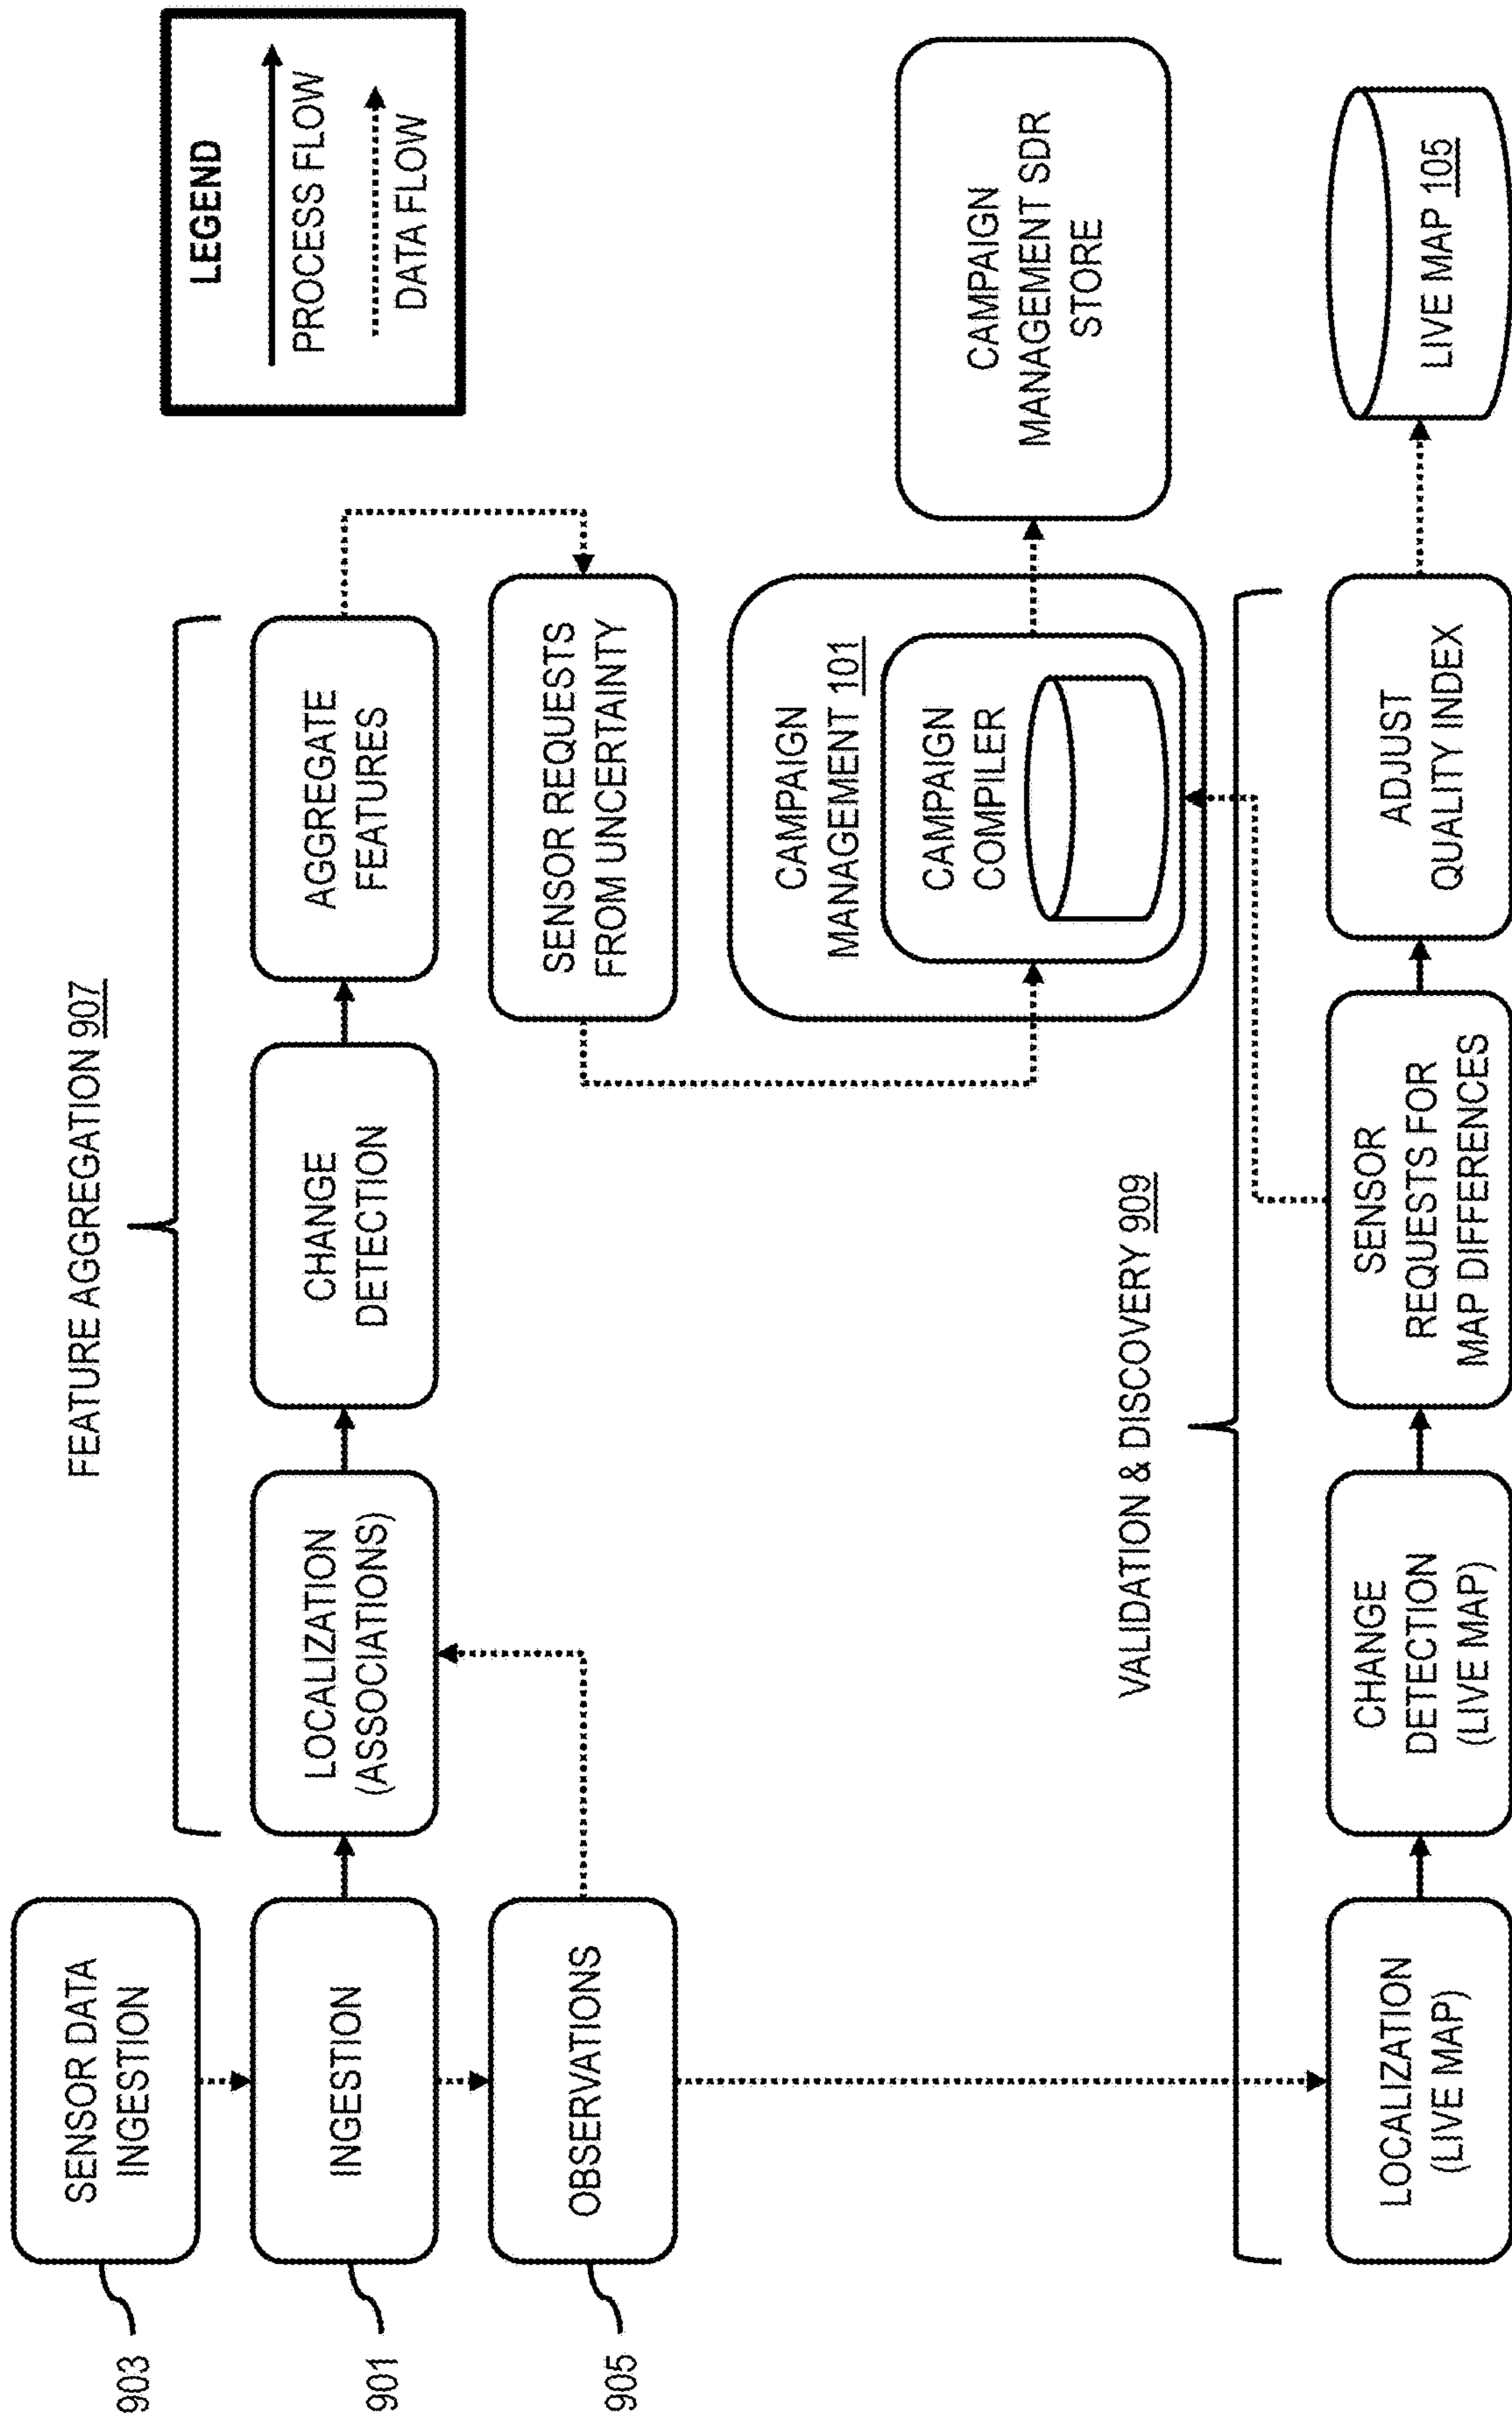 LEGEND
PROCESS FLOW
DATA FLOW
FEATURE AGGREGATION 907
903
SENSOR DATA
INGESTION
901
INGESTION
LOCALIZATION
(ASSOCIATIONS)
CHANGE
DETECTION
AGGREGATE
FEATURES
905
OBSERVATIONS
SENSOR REQUESTS
FROM UNCERTAINTY
CAMPAIGN
MANAGEMENT 101
CAMPAIGN
COMPILER
CAMPAIGN
MANAGEMENT SDR
STORE
VALIDATION & DISCOVERY 909
LOCALIZATION
(LIVE MAP)
CHANGE
DETECTION
(LIVE MAP)
SENSOR
REQUESTS FOR
MAP DIFFERENCES
ADJUST
QUALITY INDEX
LIVE MAP 105